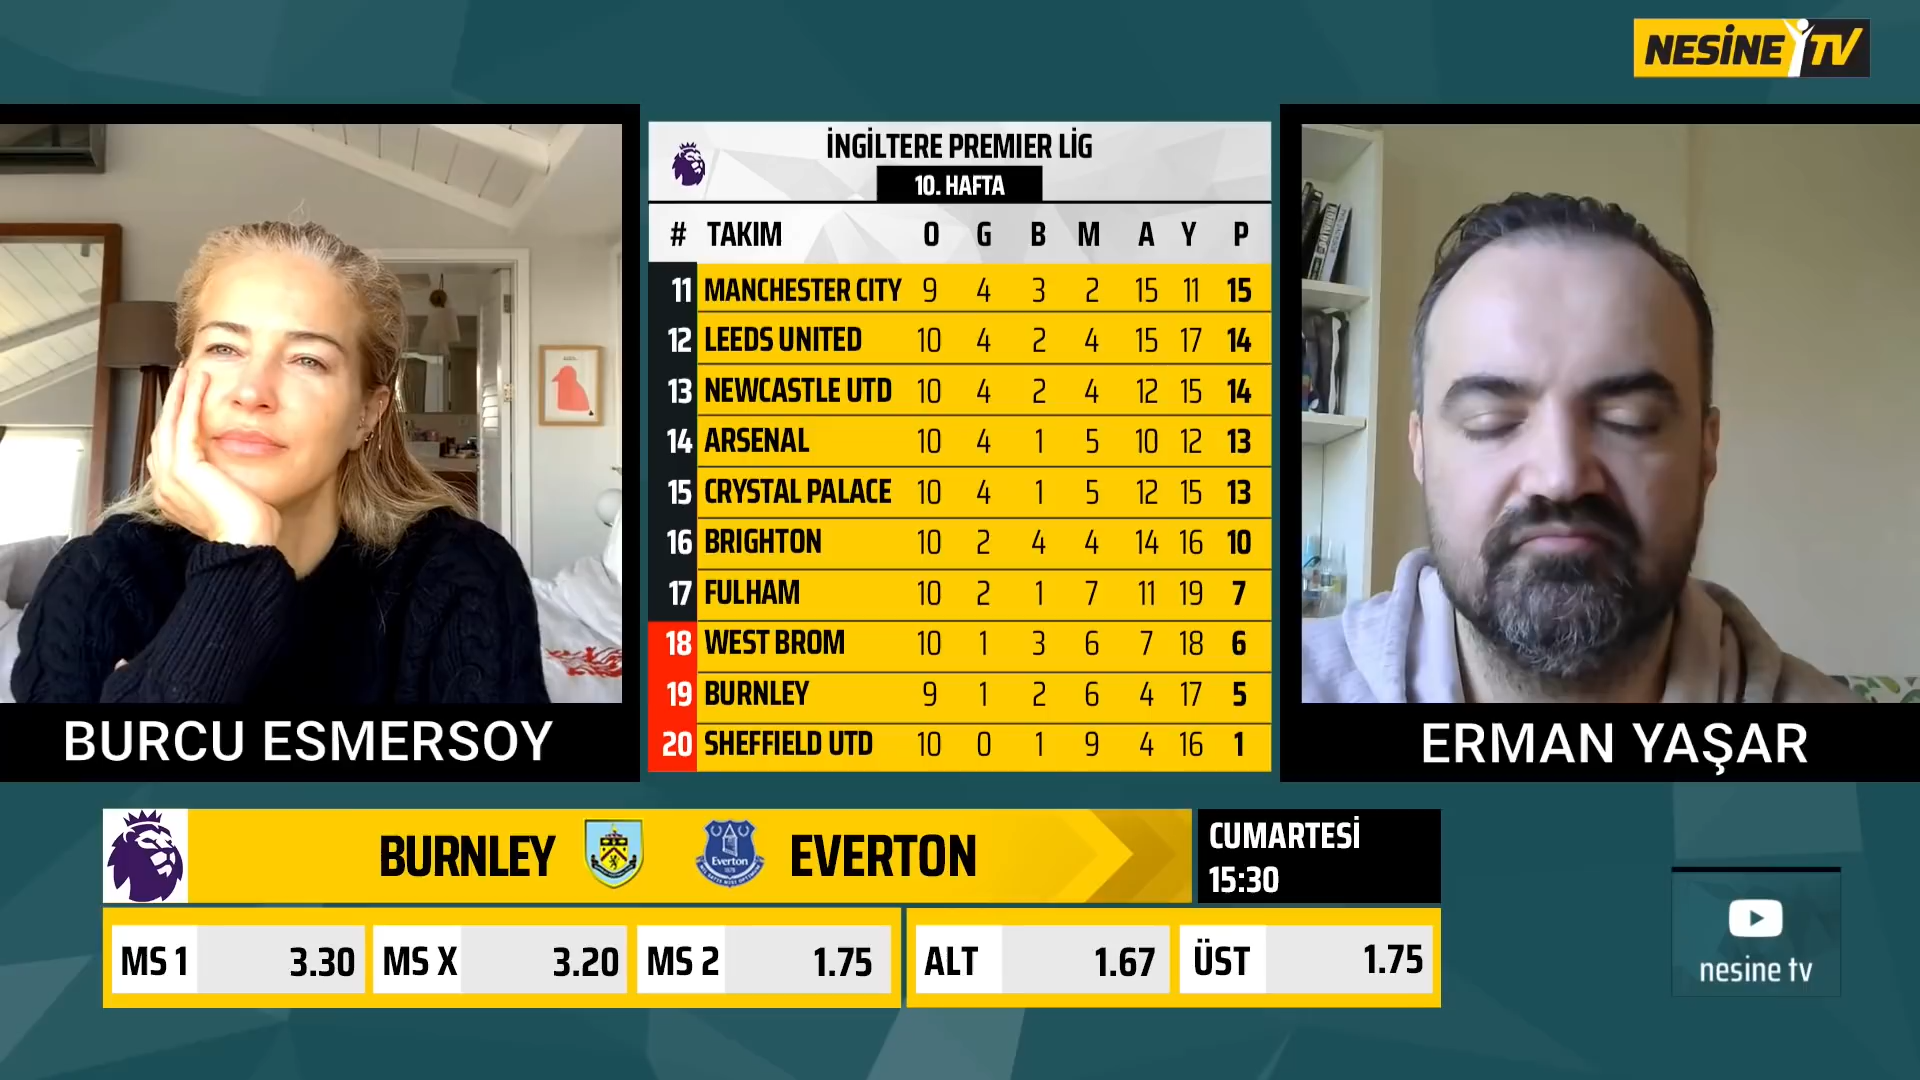 NESİNE TV
İNGİLTERE PREMIER LİG
10. HAFTA
# TAKIM O G B M A Y P
11 MANCHESTER CITY 9 4 3 2 15 11 15
12 LEEDS UNITED 10 4 2 4 15 17 14
13 NEWCASTLE UTD 10 4 2 4 12 15 14
14 ARSENAL 10 4 1 5 10 12 13
15 CRYSTAL PALACE 10 4 1 5 12 15 13
16 BRIGHTON 10 2 4 4 14 16 10
17 FULHAM 10 2 1 7 11 19 7
18 WEST BROM 10 1 3 6 7 18 6
19 BURNLEY 9 1 2 6 4 17 5
20 SHEFFIELD UTD 10 0 1 9 4 16 1
BURCU ESMERSOY
ERMAN YAŞAR
BURNLEY
Everton
EVERTON
CUMARTESİ
15:30
MS 1 3.30 MS X 3.20 MS 2 1.75 ALT 1.67 ÜST 1.75
nesine tv